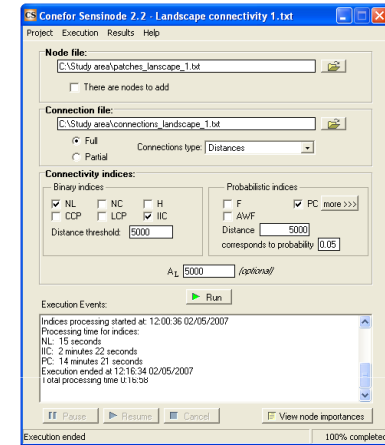 Conefor Sensinode 2.2 - Landscape connectivity 1.txt
Project Execution Results Help
Node file:
C:\Study area\patches_lanscape_1.txt
There are nodes to add
Connection file:
C:\Study area\connections_landscape_1.txt
Full
Partial
Connections type: Distances
Connectivity indices:
Binary indices
NL NC H
CCP LCP IIC
Distance threshold: 5000
Probabilistic indices
F PC more >>>
AWF
Distance 5000
corresponds to probability 0.05
AL 5000 (optional)
Run
Execution Events:
Indices processing started at: 12:00:36 02/05/2007
Processing time for indices:
NL: 15 seconds
IIC: 2 minutes 22 seconds
PC: 14 minutes 21 seconds
Execution ended at 12:16:34 02/05/2007
Total processing time 0:16:58
Pause Resume Cancel View node importances
Execution ended 100% completed